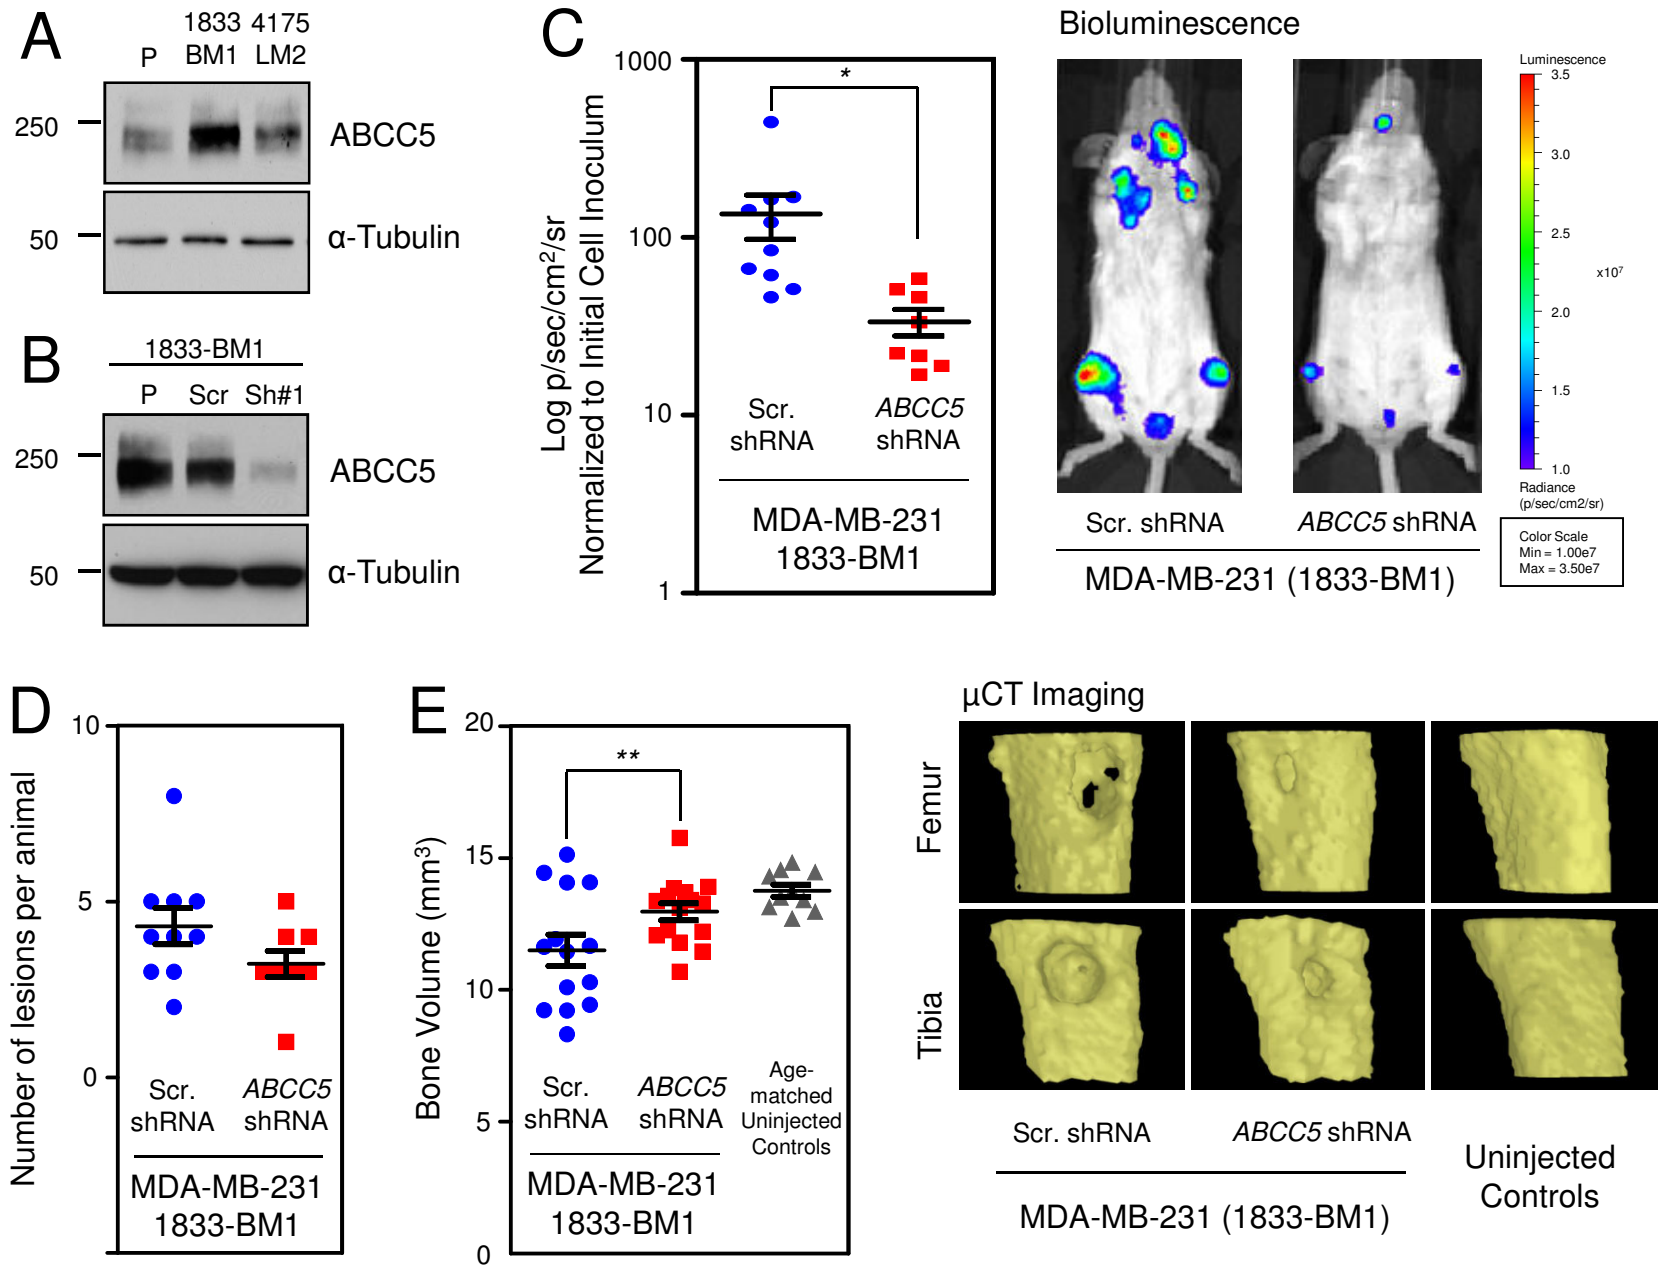 A
1833 4175
P BM1 LM2
250
ABCC5
50
α-Tubulin
B
1833-BM1
P Scr Sh#1
250
ABCC5
50
α-Tubulin
C
Log p/sec/cm²/sr
Normalized to Initial Cell Inoculum
1000
100
10
1
*
Scr.
shRNA
ABCC5
shRNA
MDA-MB-231
1833-BM1
Bioluminescence
Scr. shRNA
ABCC5 shRNA
MDA-MB-231 (1833-BM1)
Luminescence
3.5
3.0
2.5
x10⁷
2.0
1.5
1.0
Radiance
(p/sec/cm2/sr)
Color Scale
Min = 1.00e7
Max = 3.50e7
D
Number of lesions per animal
10
5
0
Scr.
shRNA
ABCC5
shRNA
MDA-MB-231
1833-BM1
E
Bone Volume (mm³)
20
15
10
5
0
**
Scr.
shRNA
ABCC5
shRNA
Age-
matched
Uninjected
Controls
MDA-MB-231
1833-BM1
μCT Imaging
Femur
Tibia
Scr. shRNA
ABCC5 shRNA
Uninjected
Controls
MDA-MB-231 (1833-BM1)